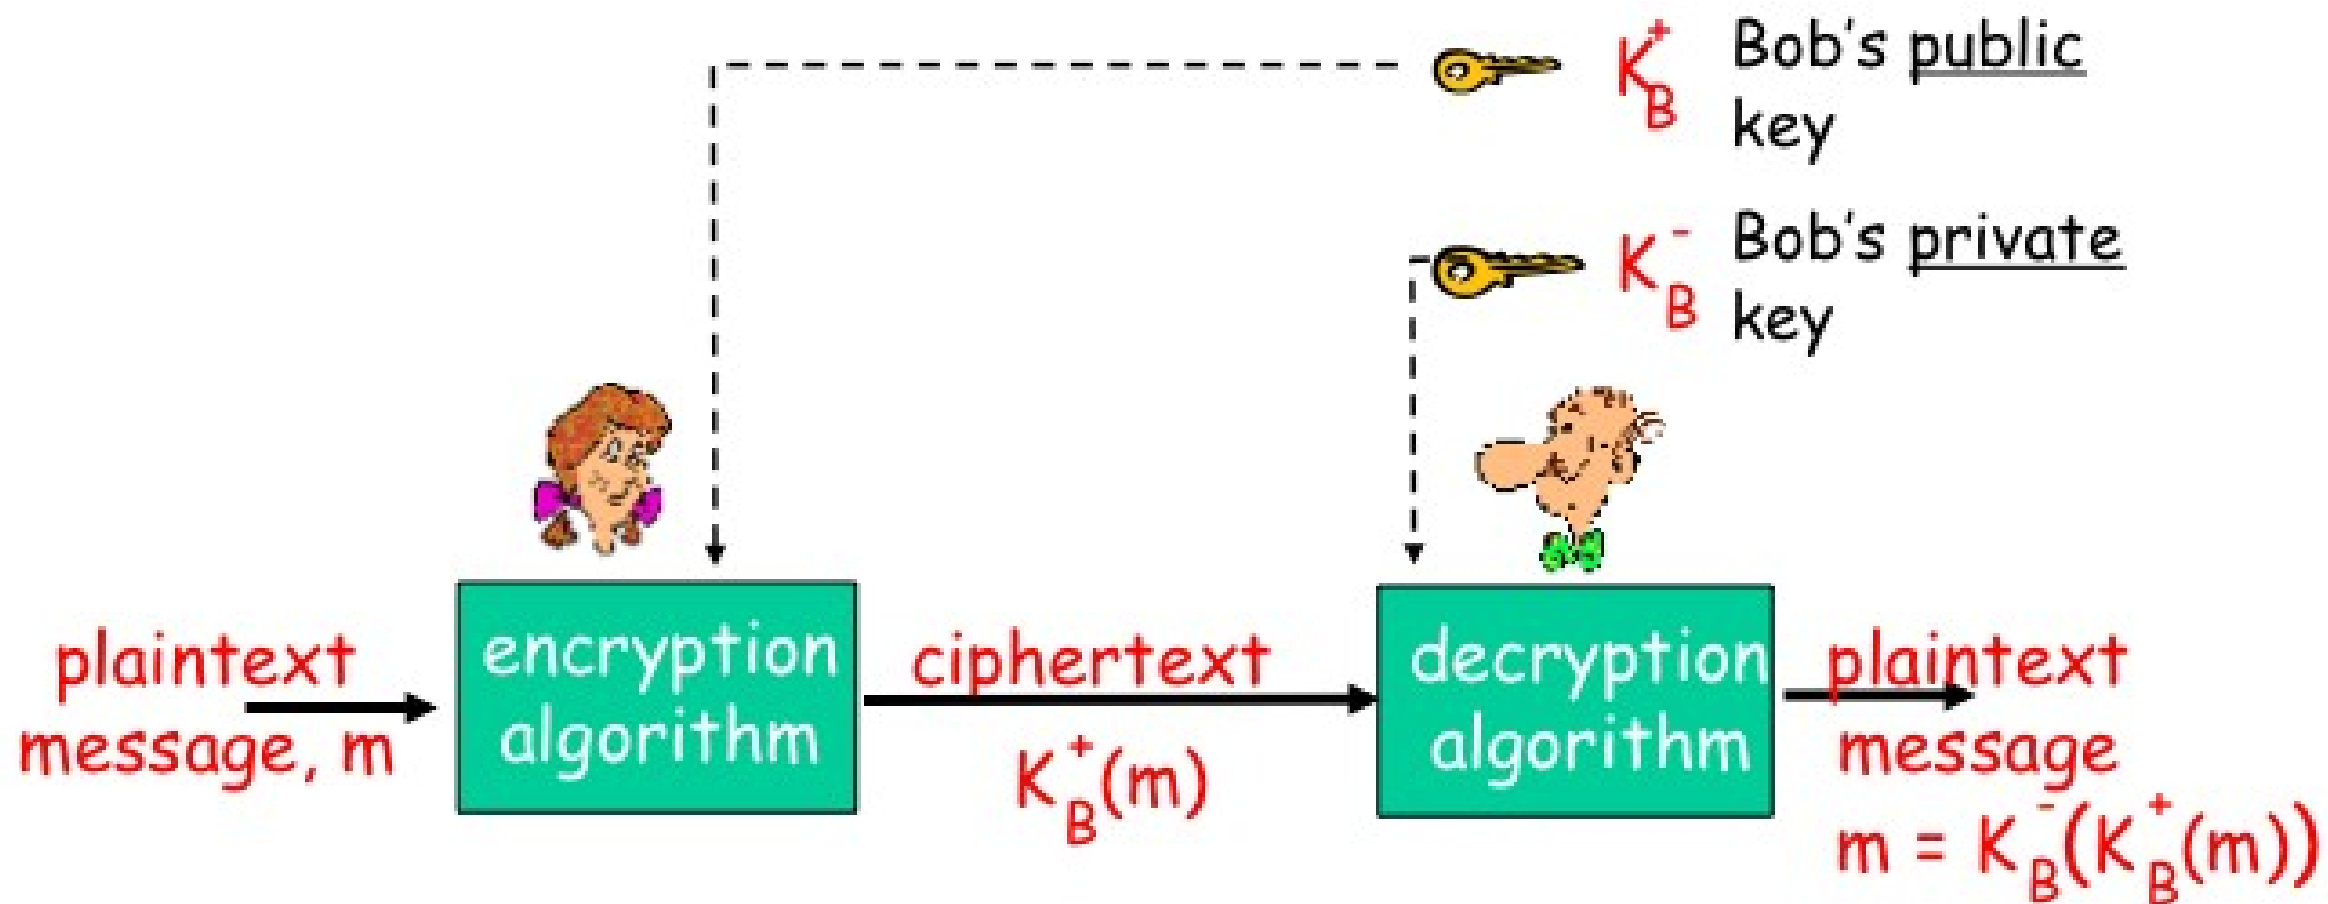 K_B^+ Bob's public
key
K_B^- Bob's private
key
plaintext
message, m
encryption
algorithm
ciphertext
K_B^+(m)
decryption
algorithm
plaintext
message
m = K_B^-(K_B^+(m))